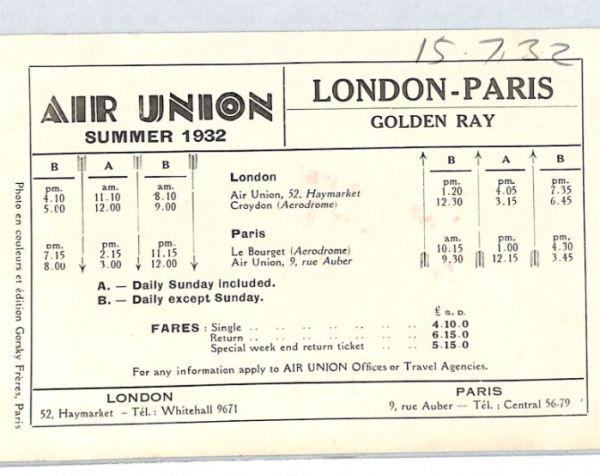 15.7.32
AIR UNION
SUMMER 1932
LONDON-PARIS
GOLDEN RAY
B A B B A B
pm. am. am. London pm. pm. pm.
4.10 11.10 8.10 Air Union, 52, Haymarket 1.20 4.05 7.35
5.00 12.00 9.00 Croydon (Aerodrome) 12.30 3.15 6.45
pm. pm. am. Paris am. pm. pm.
7.15 2.15 11.15 Le Bourget (Aerodrome) 10.15 1.00 4.30
8.00 3.00 12.00 Air Union, 9, rue Auber 9.30 12.15 3.45
A. — Daily Sunday included.
B. — Daily except Sunday.
£ S. D.
FARES : Single .. .. .. .. .. .. .. 4.10.0
Return .. .. .. .. .. .. .. 6.15.0
Special week end return ticket .. .. 5.15.0
For any information apply to AIR UNION Offices or Travel Agencies.
LONDON
52, Haymarket – Tél. : Whitehall 9671
PARIS
9, rue Auber — Tél. : Central 56-79
Photo en couleurs et édition Gorsky Frères, Paris